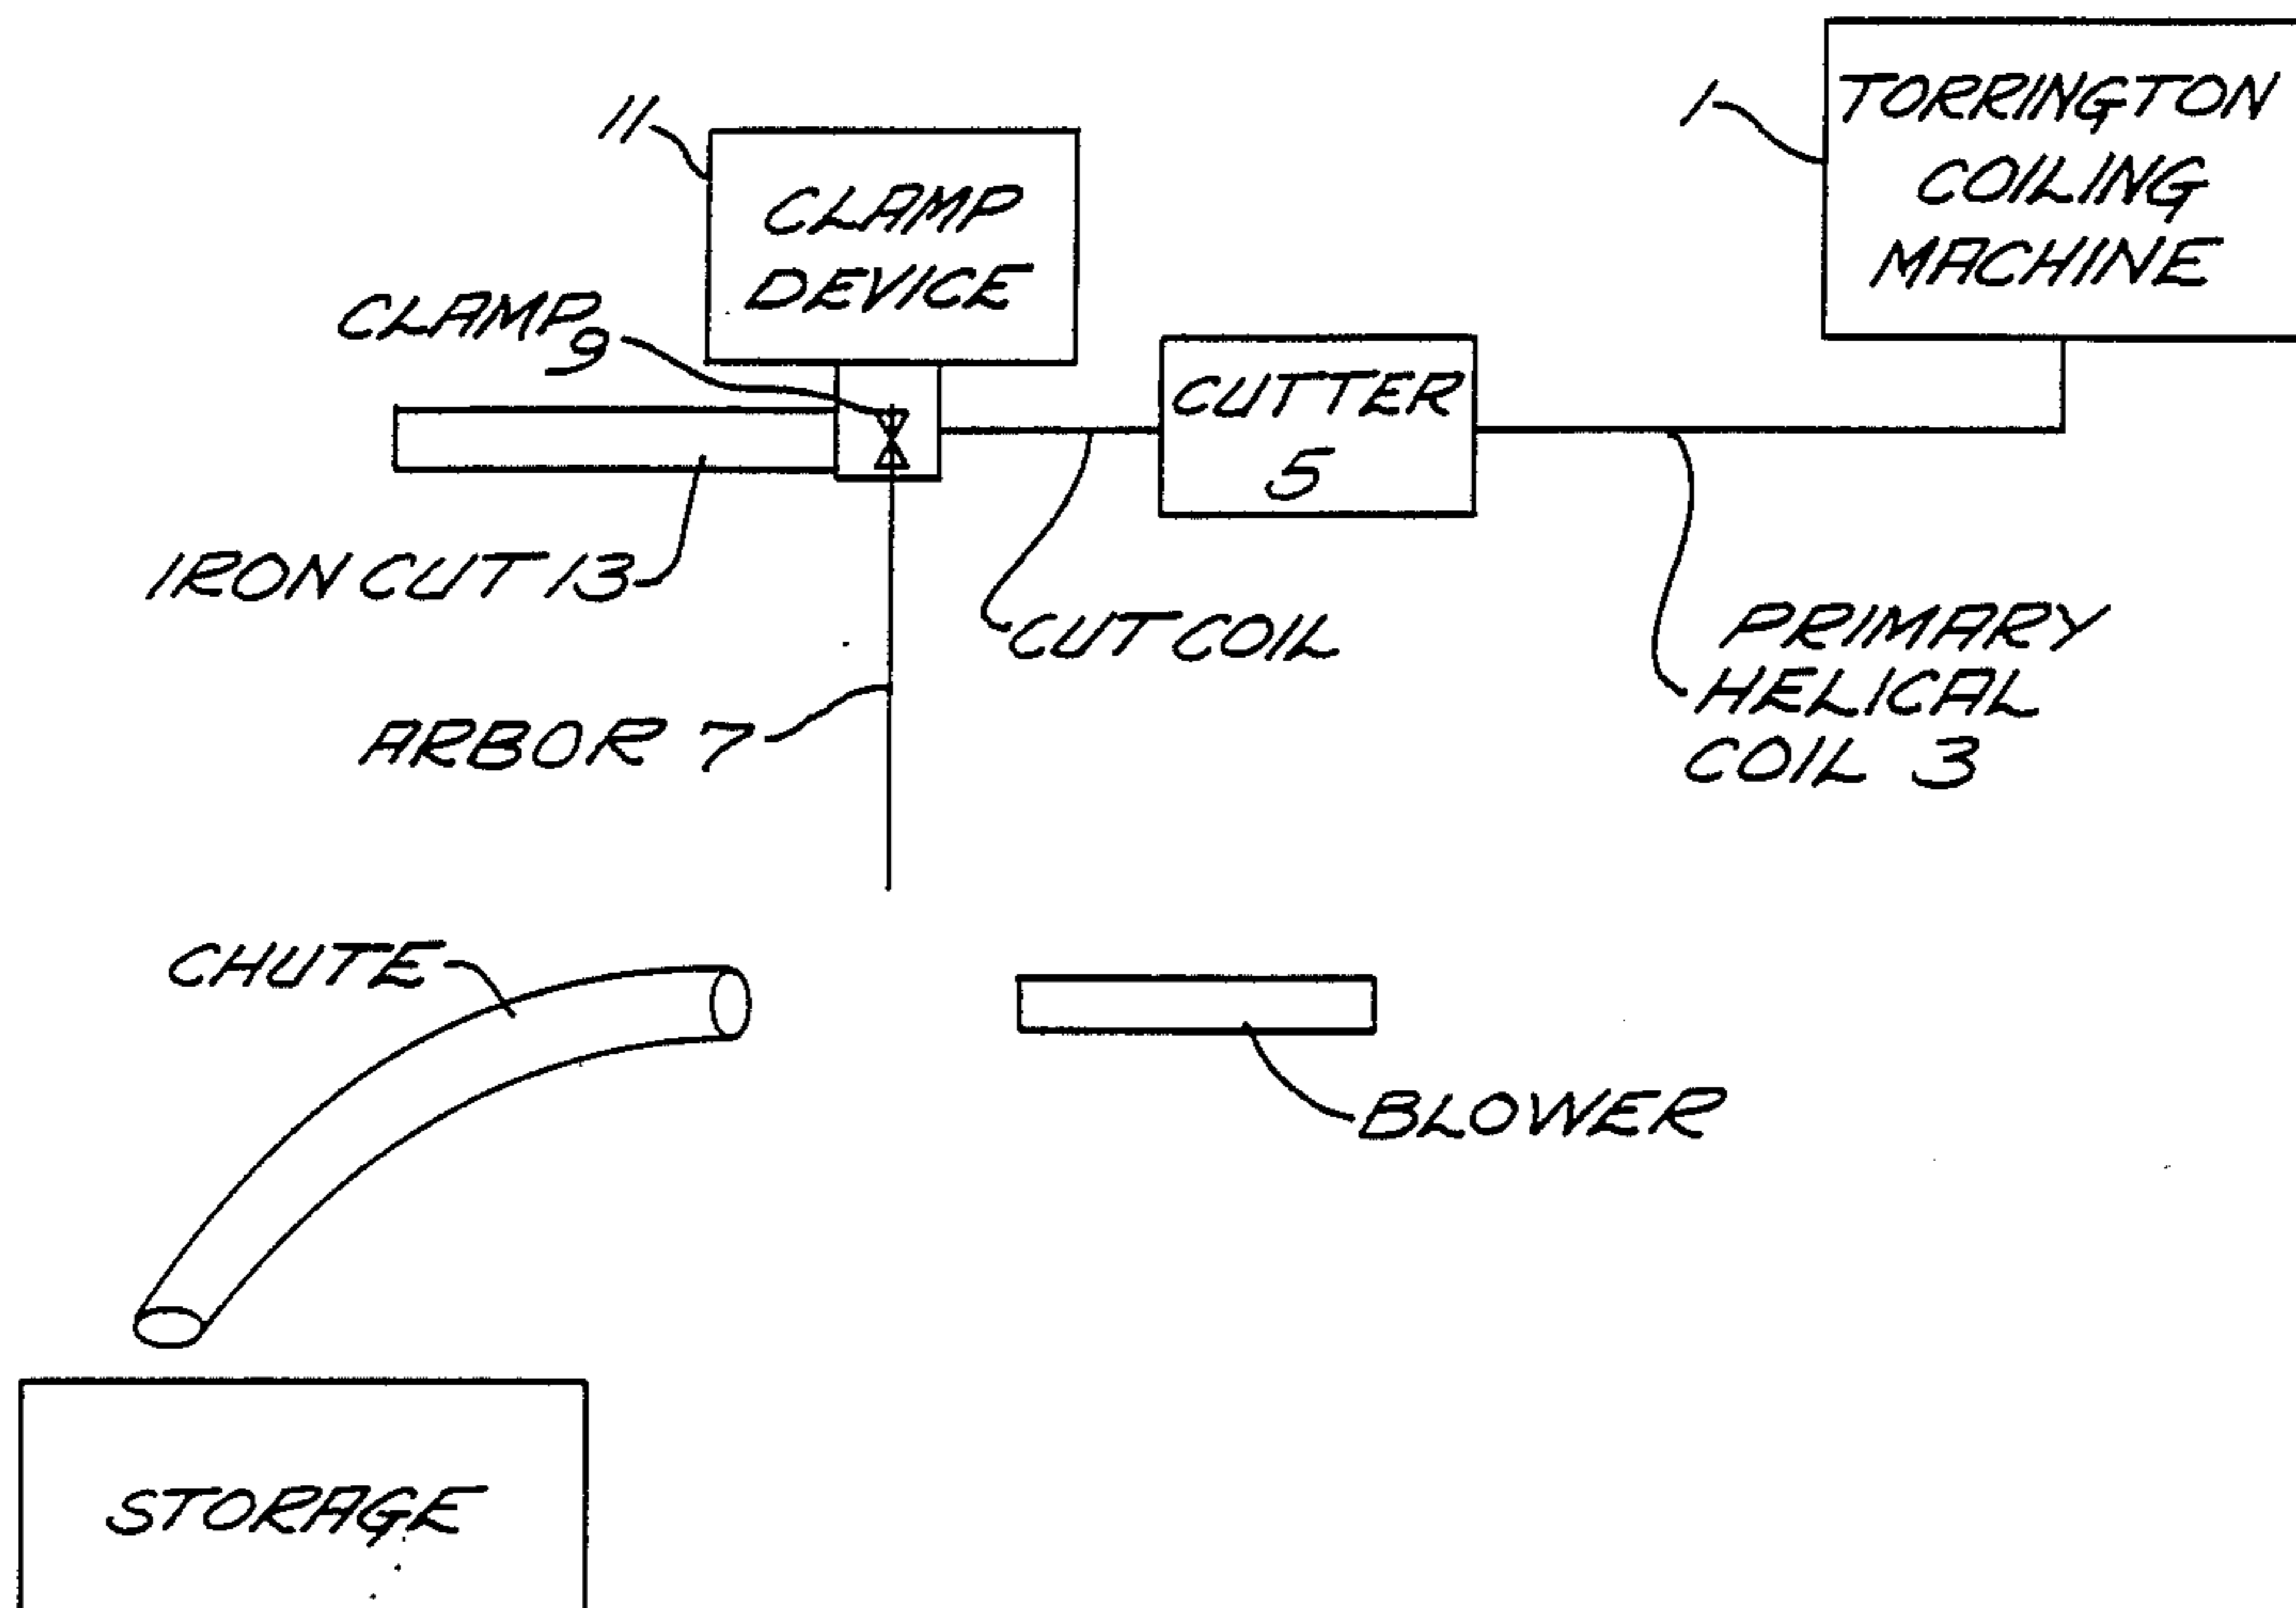 11
CLAMP
DEVICE
1
TORRINGTON
COILING
MACHINE
CLAMP
9
CUTTER
5
IRON CUT 13
CUT COIL
PRIMARY
HELICAL
COIL 3
ARBOR 7
CHUTE
BLOWER
STORAGE